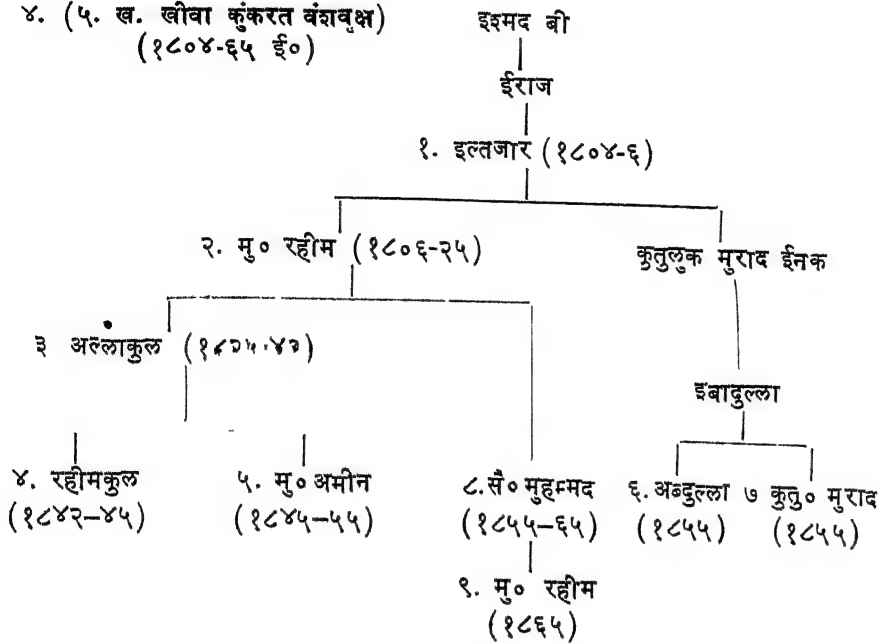 ४. (५. ख. खीवा कुंकरत वंशवृक्ष)
(१८०४-६५ ई०)
इश्मद बी
ईराज
१. इल्तजार (१८०४-६)
२. मु० रहीम (१८०६-२५)
कुतुलुक मुराद ईनक
३ अल्लाकुल (१८२५-४२)
इबादुल्ला
४. रहीमकुल
(१८४२–४५)
५. मु० अमीन
(१८४५–५५)
८. सै० मुहम्मद
(१८५५–६५)
६. अब्दुल्ला
(१८५५)
७ कुतु० मुराद
(१८५५)
९. मु० रहीम
(१८६५)